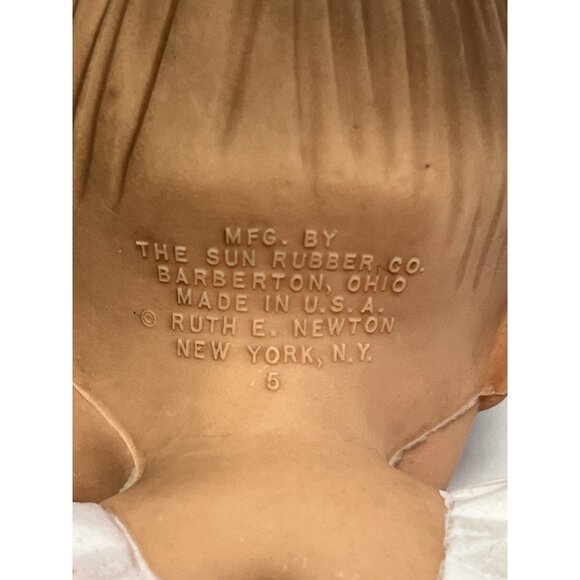 MFG. BY
THE SUN RUBBER CO.
BARBERTON, OHIO
MADE IN U.S.A.
© RUTH E. NEWTON
NEW YORK, N.Y.
5